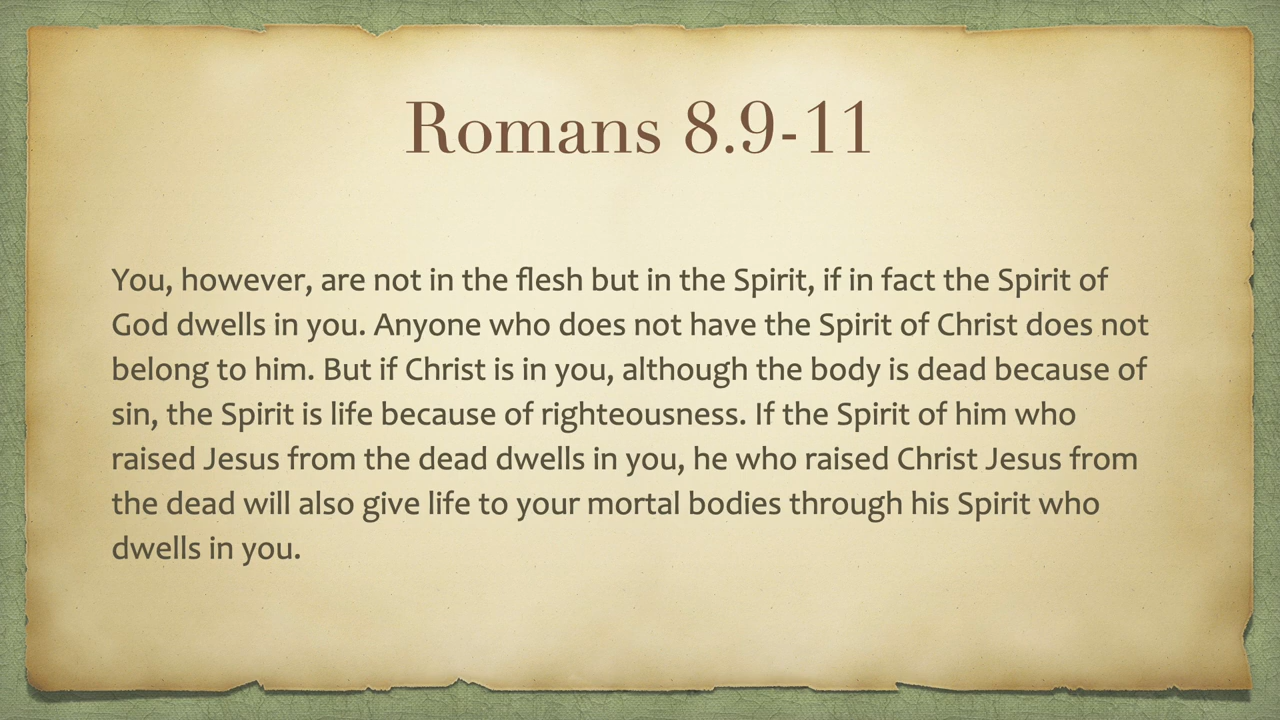 Romans 8.9-11
You, however, are not in the flesh but in the Spirit, if in fact the Spirit of
God dwells in you. Anyone who does not have the Spirit of Christ does not
belong to him. But if Christ is in you, although the body is dead because of
sin, the Spirit is life because of righteousness. If the Spirit of him who
raised Jesus from the dead dwells in you, he who raised Christ Jesus from
the dead will also give life to your mortal bodies through his Spirit who
dwells in you.